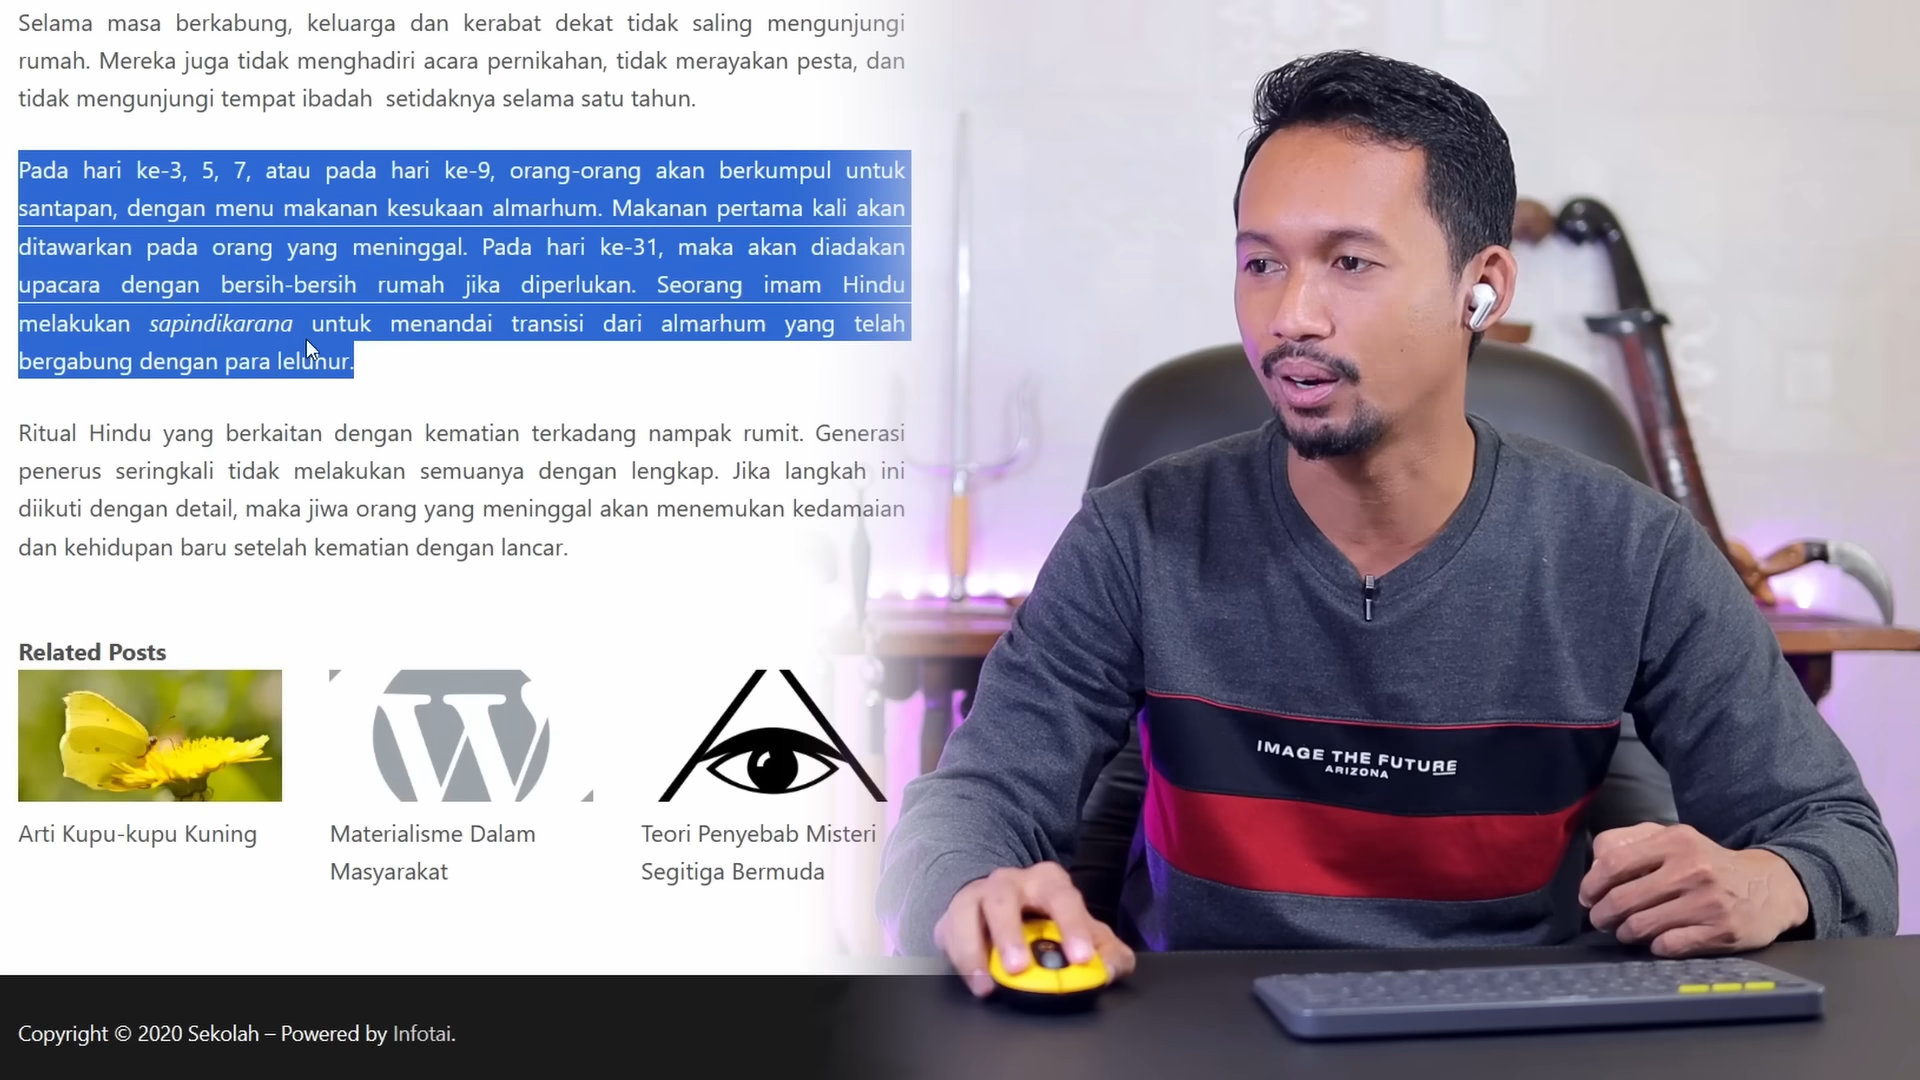 Selama masa berkabung, keluarga dan kerabat dekat tidak saling mengunjungi
rumah. Mereka juga tidak menghadiri acara pernikahan, tidak merayakan pesta, dan
tidak mengunjungi tempat ibadah setidaknya selama satu tahun.
Pada hari ke-3, 5, 7, atau pada hari ke-9, orang-orang akan berkumpul untuk
santapan, dengan menu makanan kesukaan almarhum. Makanan pertama kali akan
ditawarkan pada orang yang meninggal. Pada hari ke-31, maka akan diadakan
upacara dengan bersih-bersih rumah jika diperlukan. Seorang imam Hindu
melakukan sapindikarana untuk menandai transisi dari almarhum yang telah
bergabung dengan para leluhur.
Ritual Hindu yang berkaitan dengan kematian terkadang nampak rumit. Generasi
penerus seringkali tidak melakukan semuanya dengan lengkap. Jika langkah ini
diikuti dengan detail, maka jiwa orang yang meninggal akan menemukan kedamaian
dan kehidupan baru setelah kematian dengan lancar.
Related Posts
Arti Kupu-kupu Kuning
Materialisme Dalam
Masyarakat
Teori Penyebab Misteri
Segitiga Bermuda
Copyright © 2020 Sekolah – Powered by Infotai.
IMAGE THE FUTURE
ARIZONA